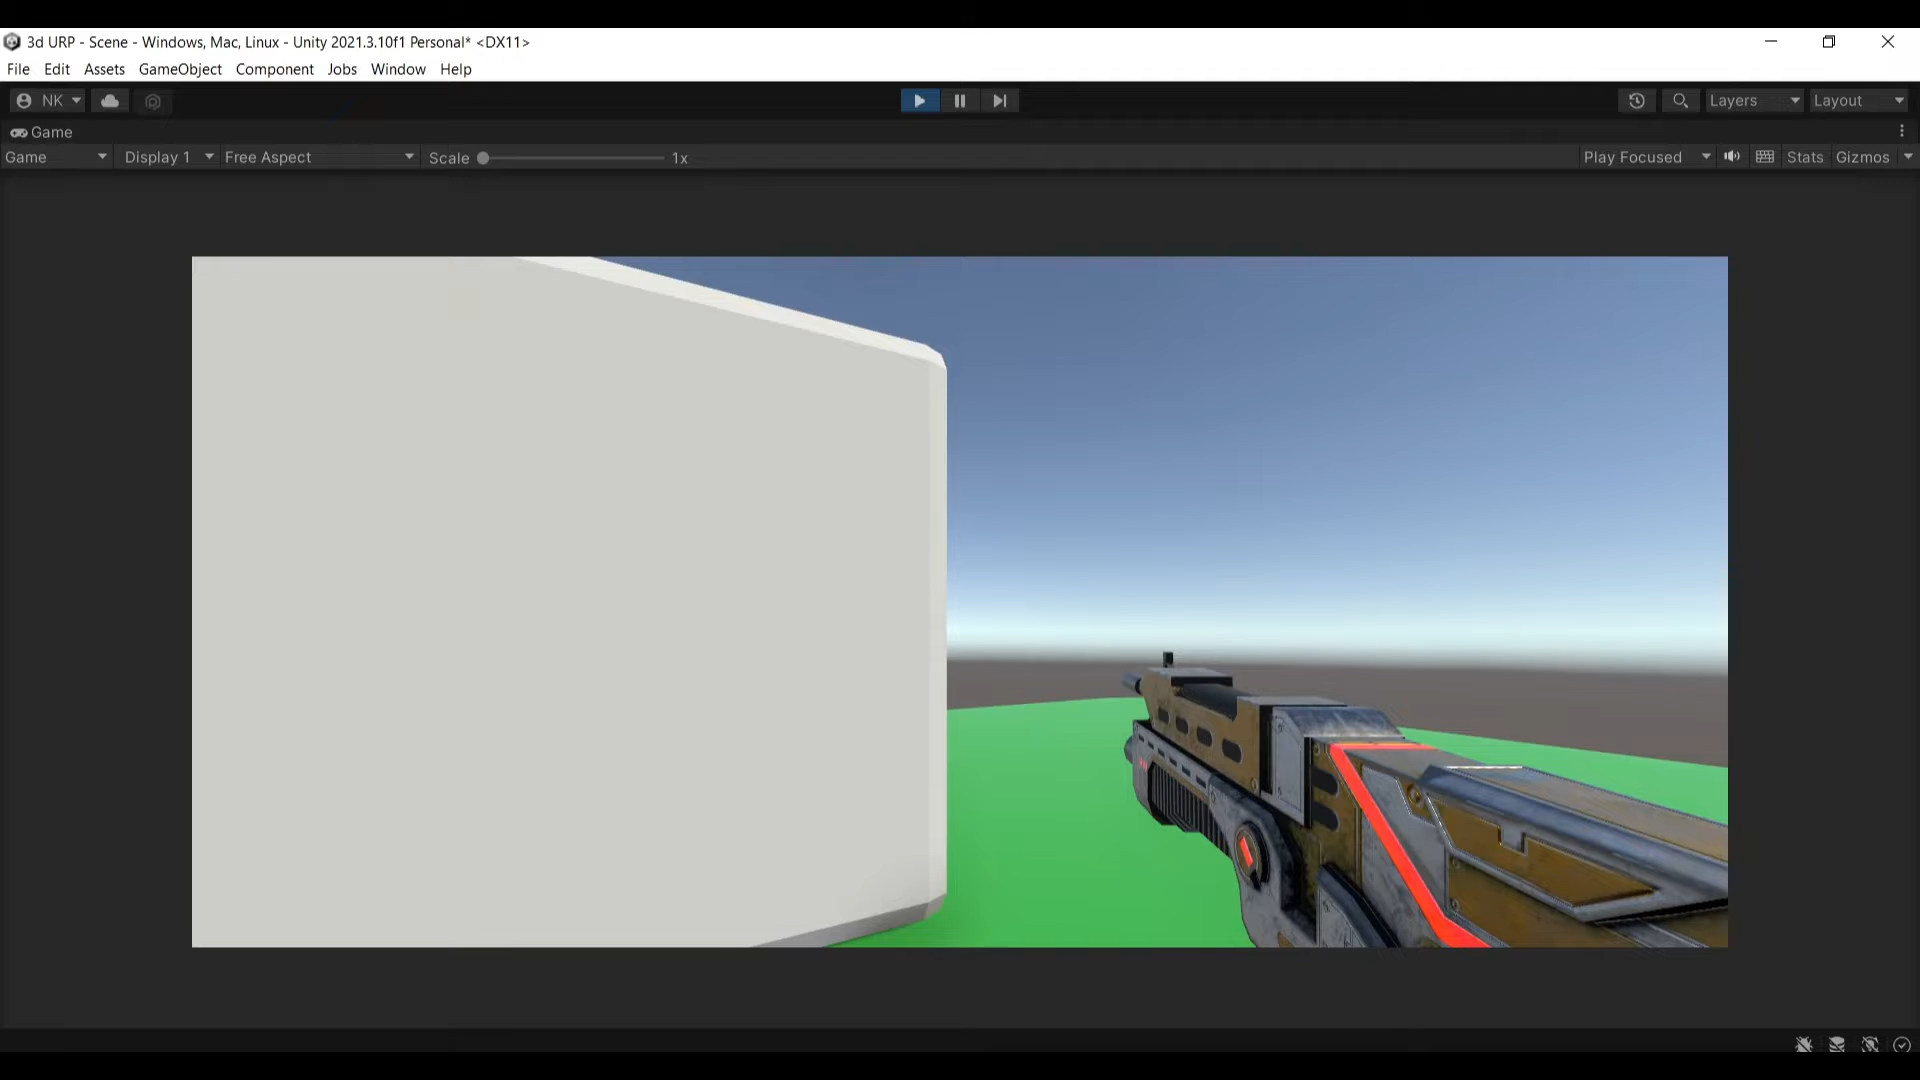 3d URP - Scene - Windows, Mac, Linux - Unity 2021.3.10f1 Personal* <DX11>
File Edit Assets GameObject Component Jobs Window Help
NK Layers Layout
Game
Game Display 1 Free Aspect Scale 1x Play Focused Stats Gizmos